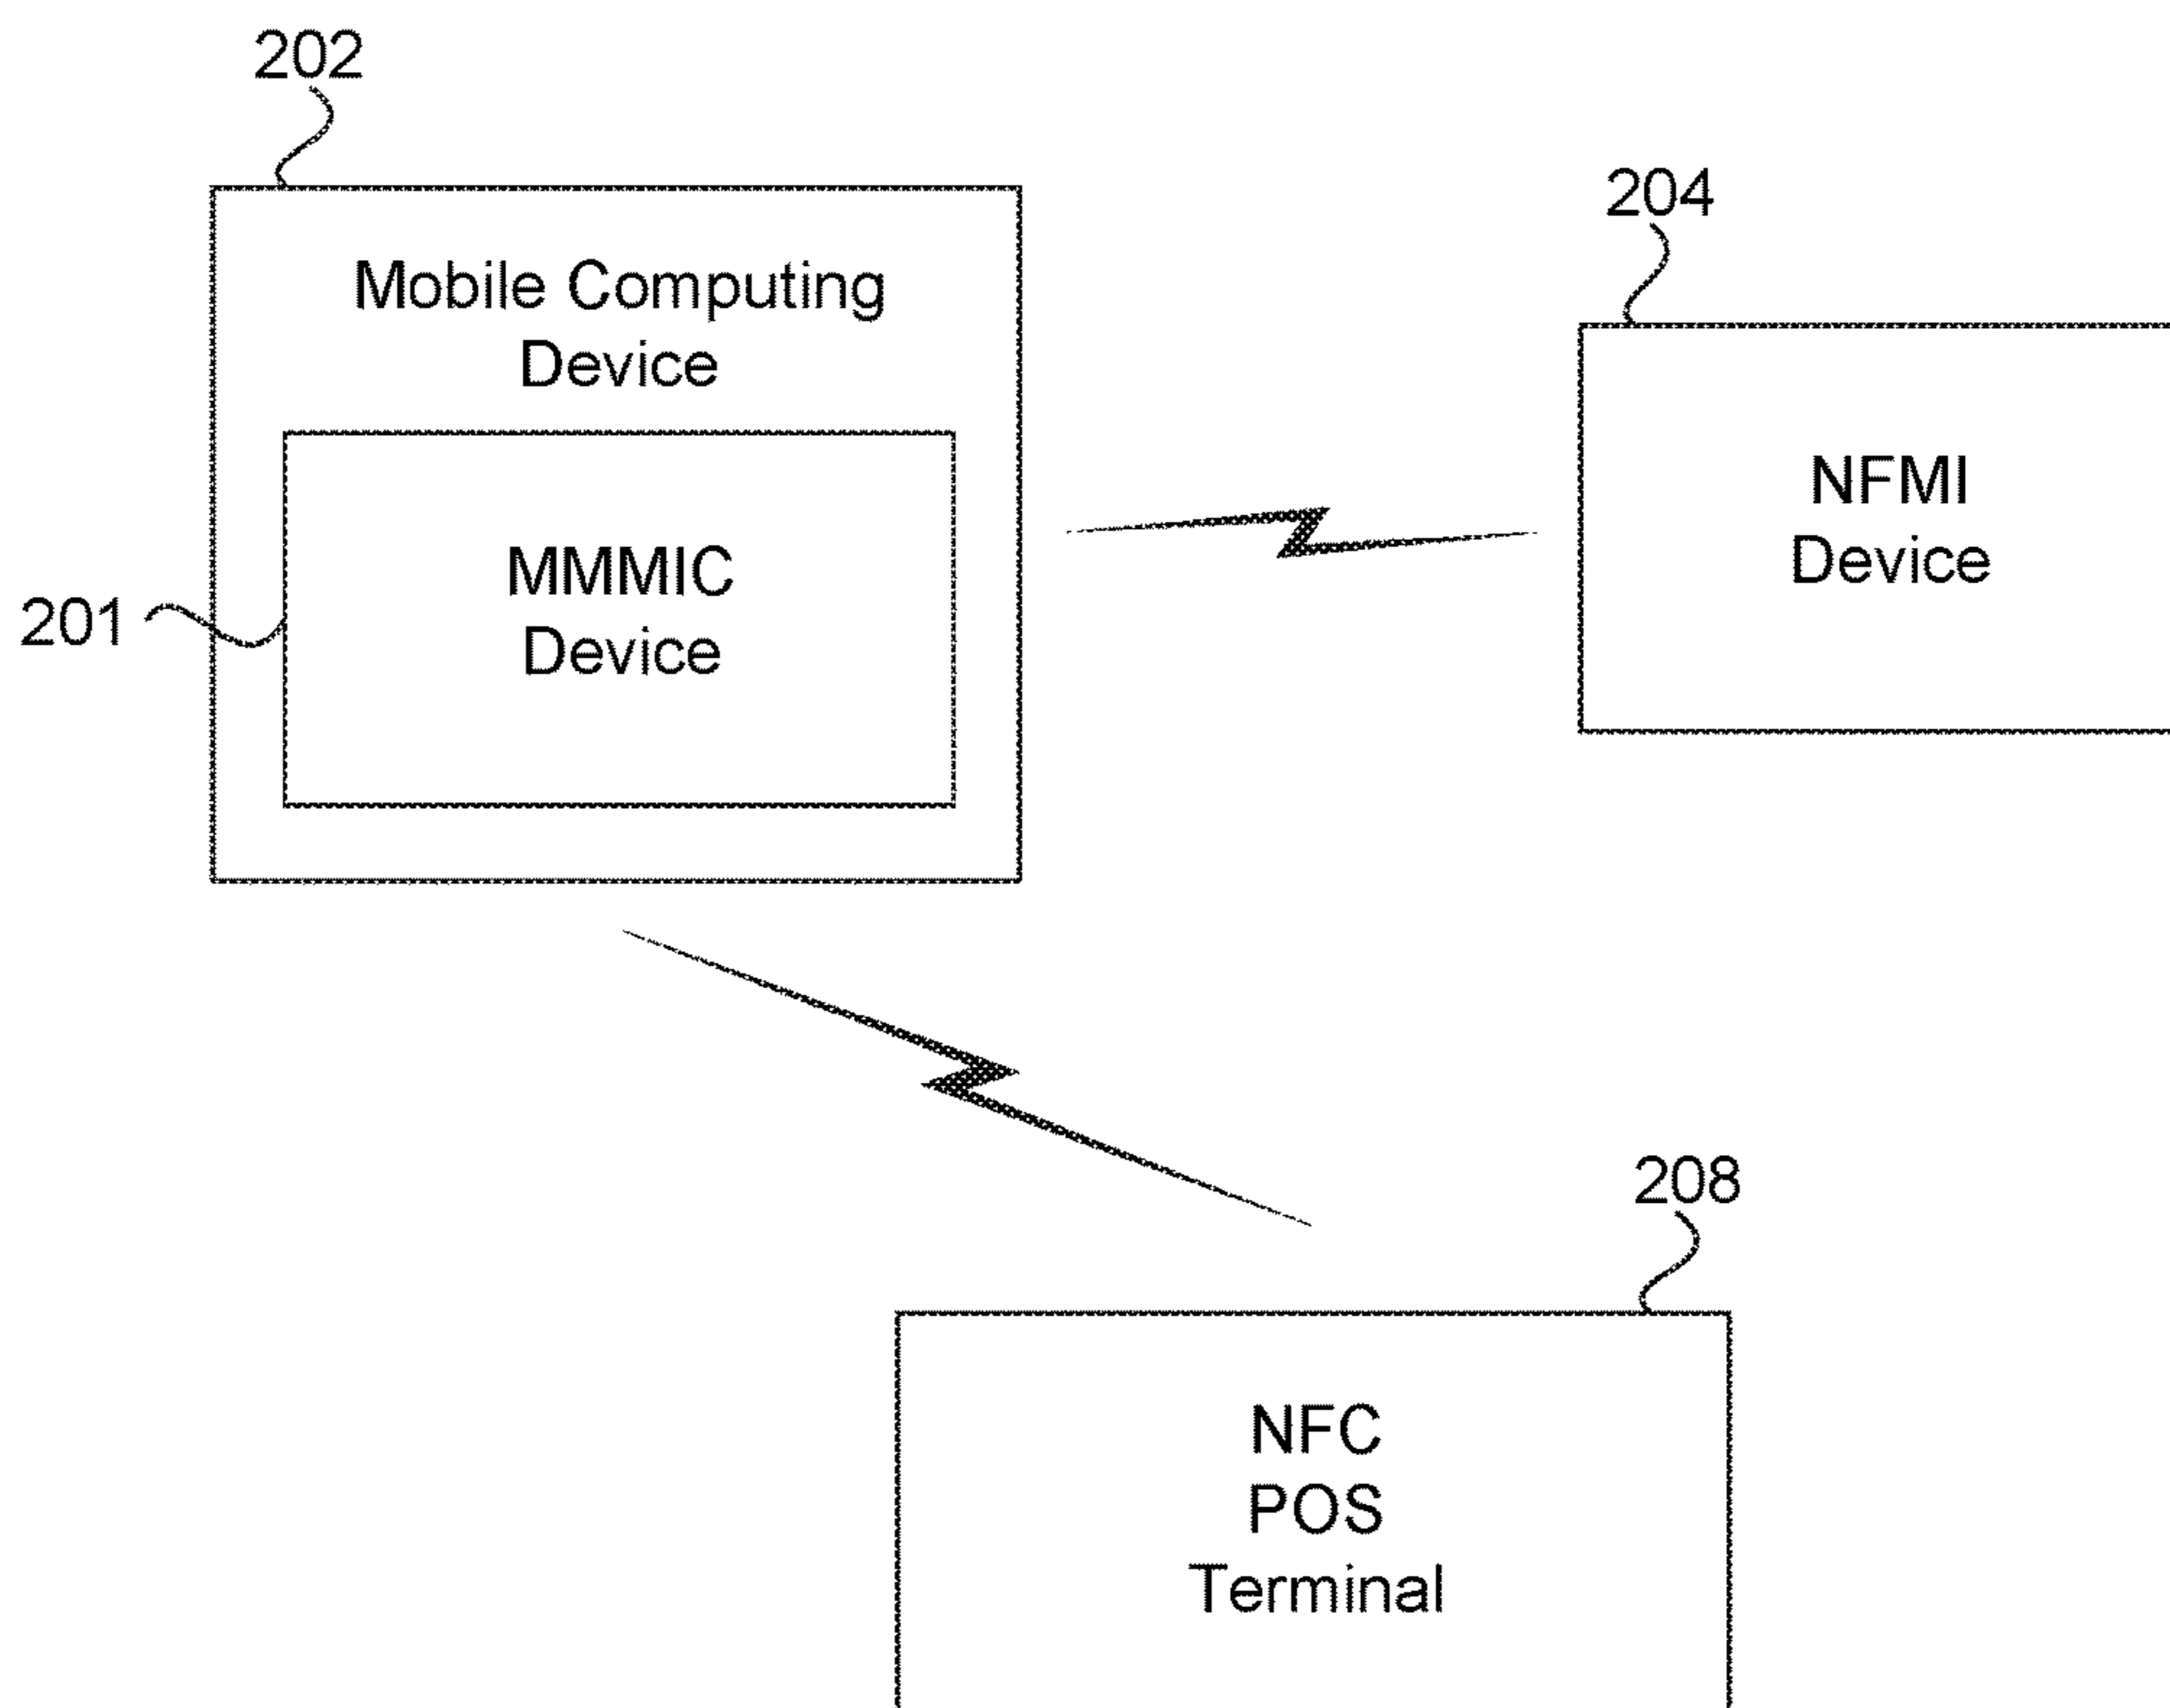 202
Mobile Computing
Device
201
MMMIC
Device
204
NFMI
Device
208
NFC
POS
Terminal